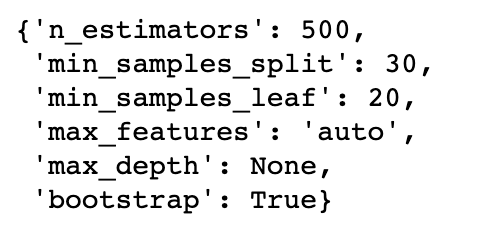 {'n_estimators': 500,
 'min_samples_split': 30,
 'min_samples_leaf': 20,
 'max_features': 'auto',
 'max_depth': None,
 'bootstrap': True}